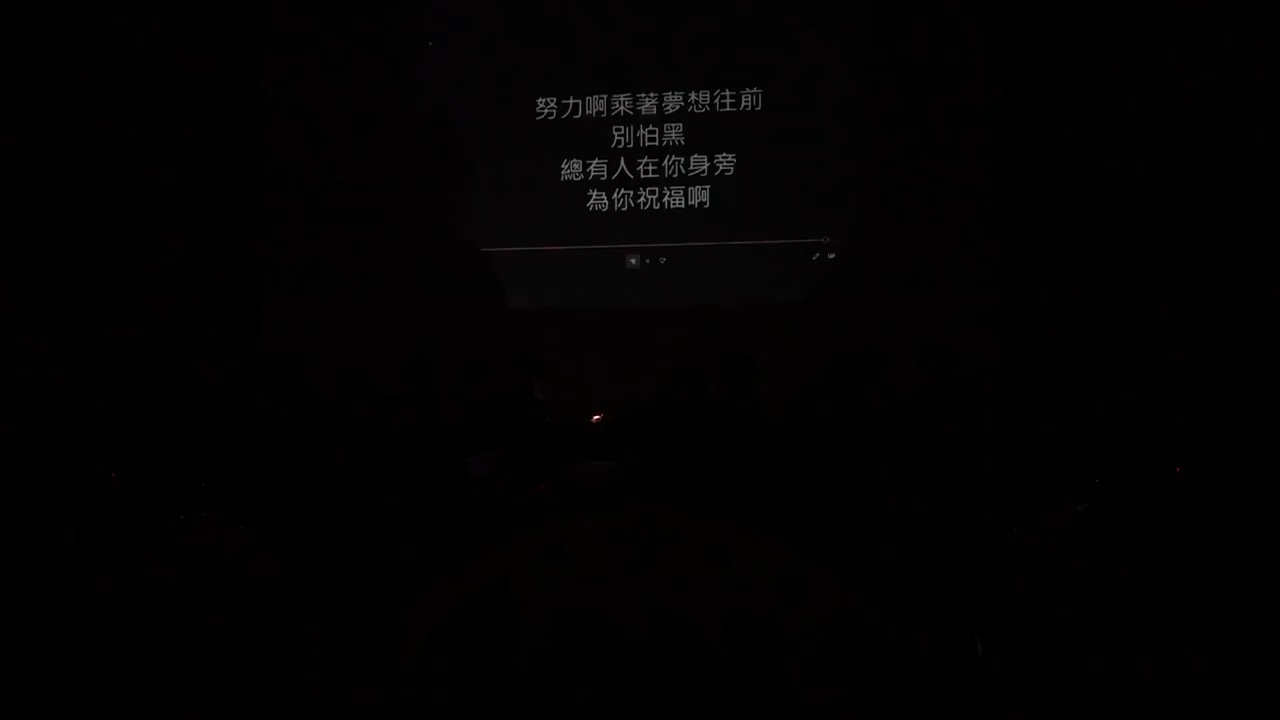 努力啊乘著夢想往前
別怕黑
總有人在你身旁
為你祝福啊